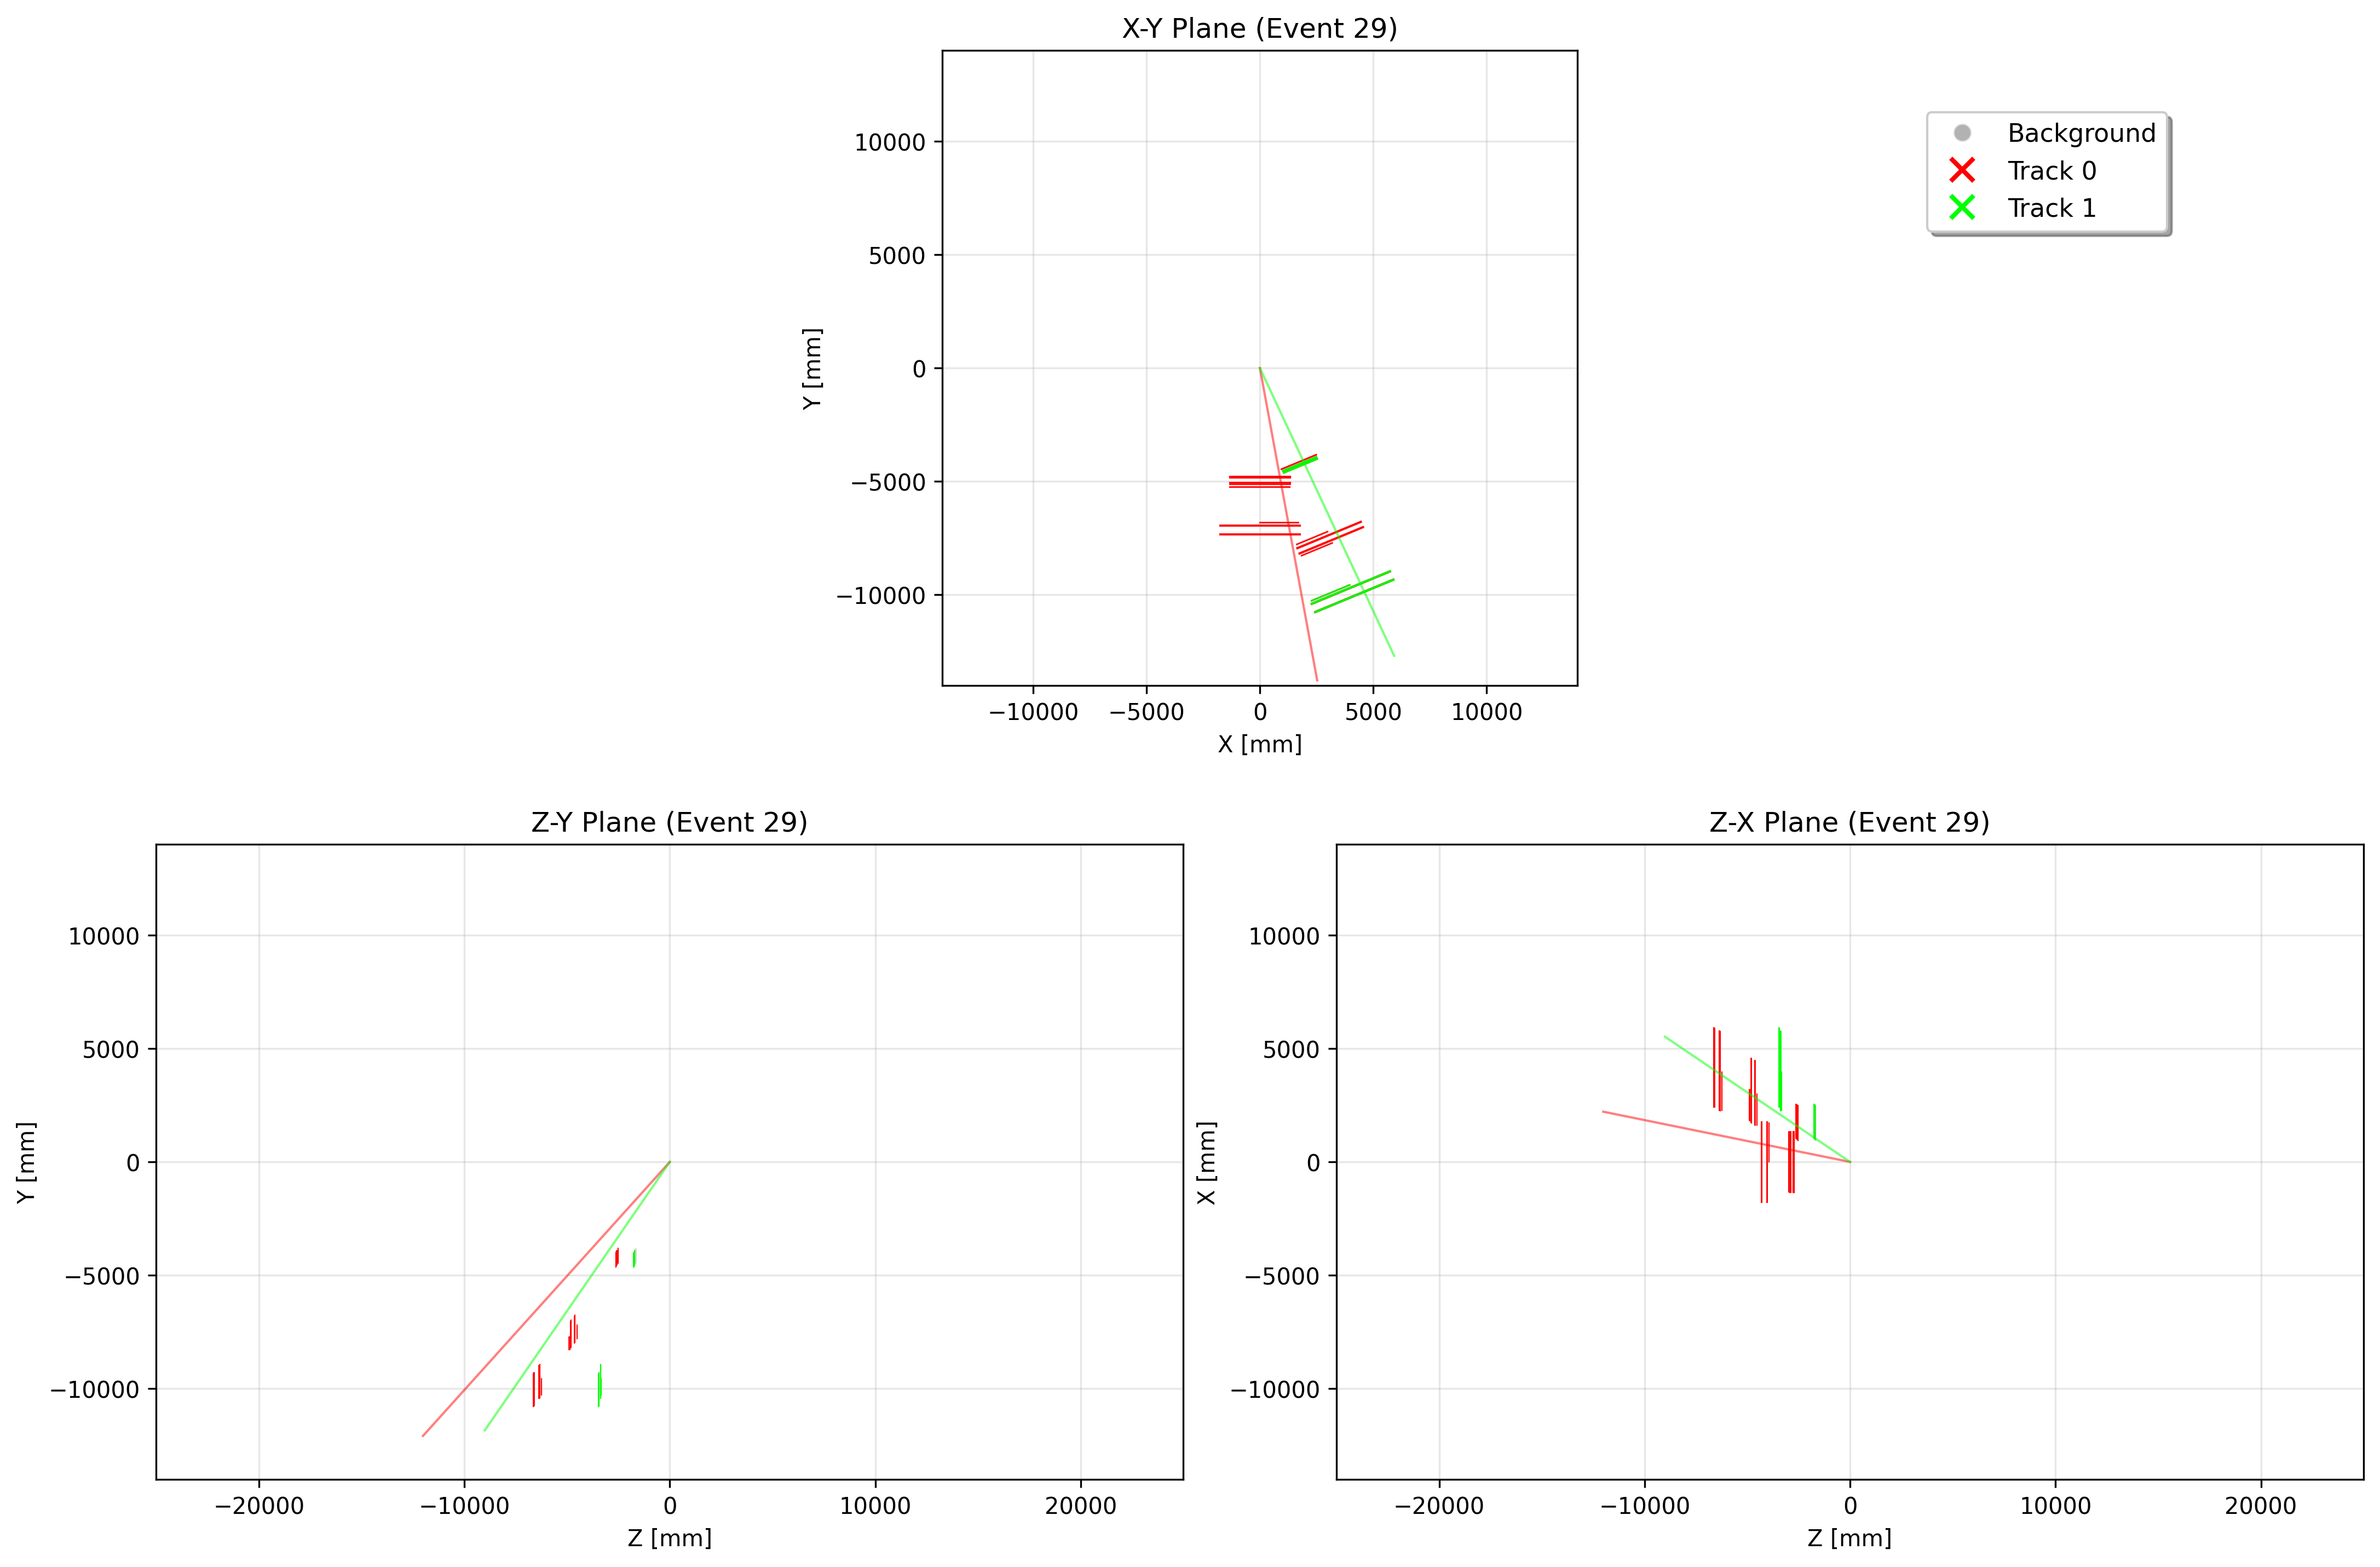 X-Y Plane (Event 29)
10000
5000
0
−5000
−10000
Y [mm]
−10000 −5000 0 5000 10000
X [mm]
Background
Track 0
Track 1
Z-Y Plane (Event 29)
10000
5000
0
−5000
−10000
Y [mm]
−20000 −10000 0 10000 20000
Z [mm]
Z-X Plane (Event 29)
10000
5000
0
−5000
−10000
X [mm]
−20000 −10000 0 10000 20000
Z [mm]